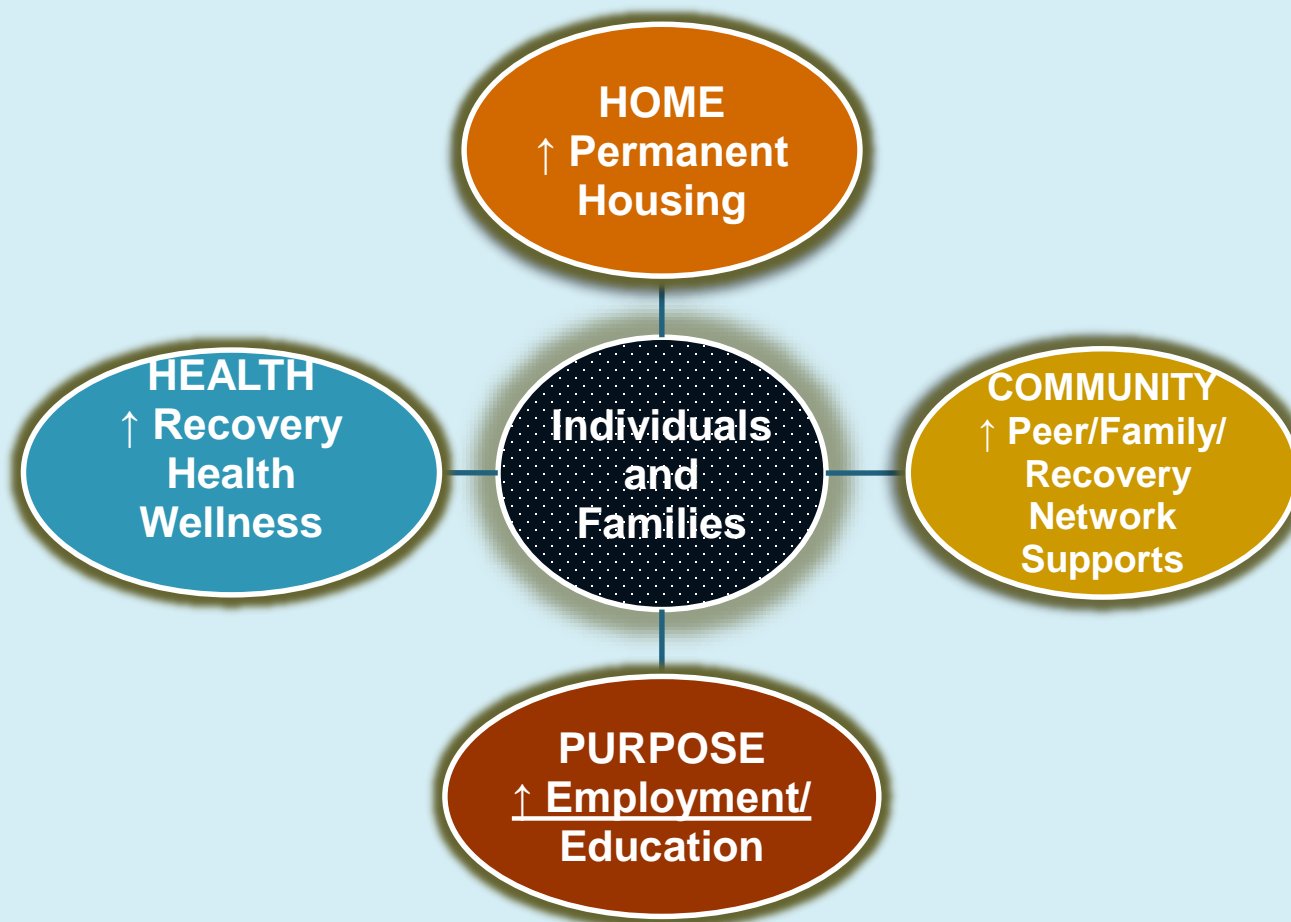 HOME
↑ Permanent
Housing
HEALTH
↑ Recovery
Health
Wellness
Individuals
and
Families
COMMUNITY
↑ Peer/Family/
Recovery
Network
Supports
PURPOSE
↑ Employment/
Education